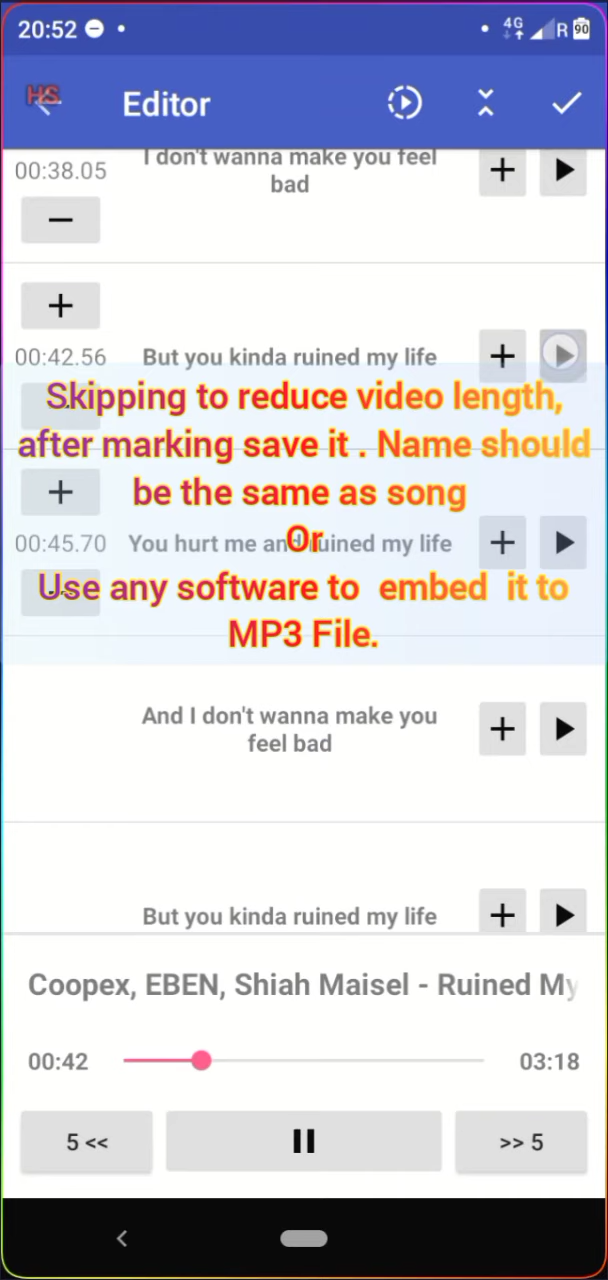 20:52
4G
R
90
HS
Editor
00:38.05
I don't wanna make you feel
bad
00:42.56
But you kinda ruined my life
Skipping to reduce video length,
after marking save it . Name should
be the same as song
00:45.70
You hurt me and ruined my life
Or
Use any software to embed it to
MP3 File.
And I don't wanna make you
feel bad
But you kinda ruined my life
Coopex, EBEN, Shiah Maisel - Ruined My
00:42
03:18
5 <<
>> 5